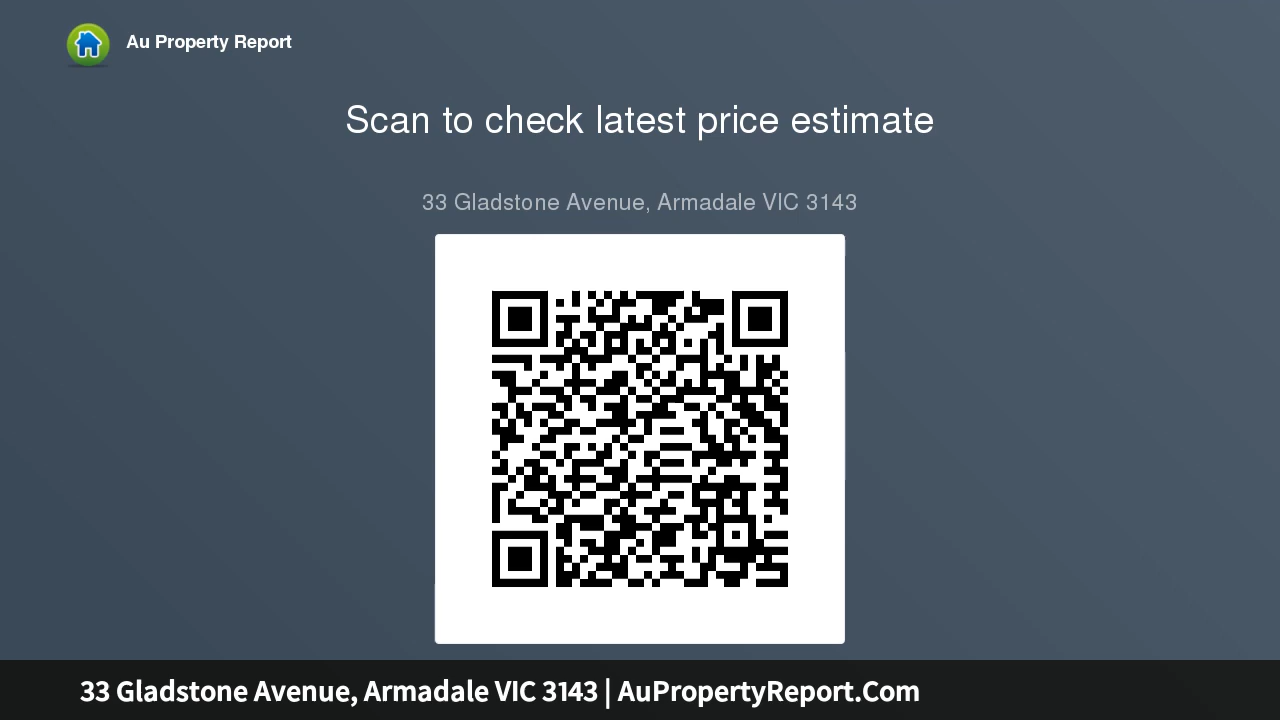 Au Property Report
Scan to check latest price estimate
33 Gladstone Avenue, Armadale VIC 3143
33 Gladstone Avenue, Armadale VIC 3143 | AuPropertyReport.Com